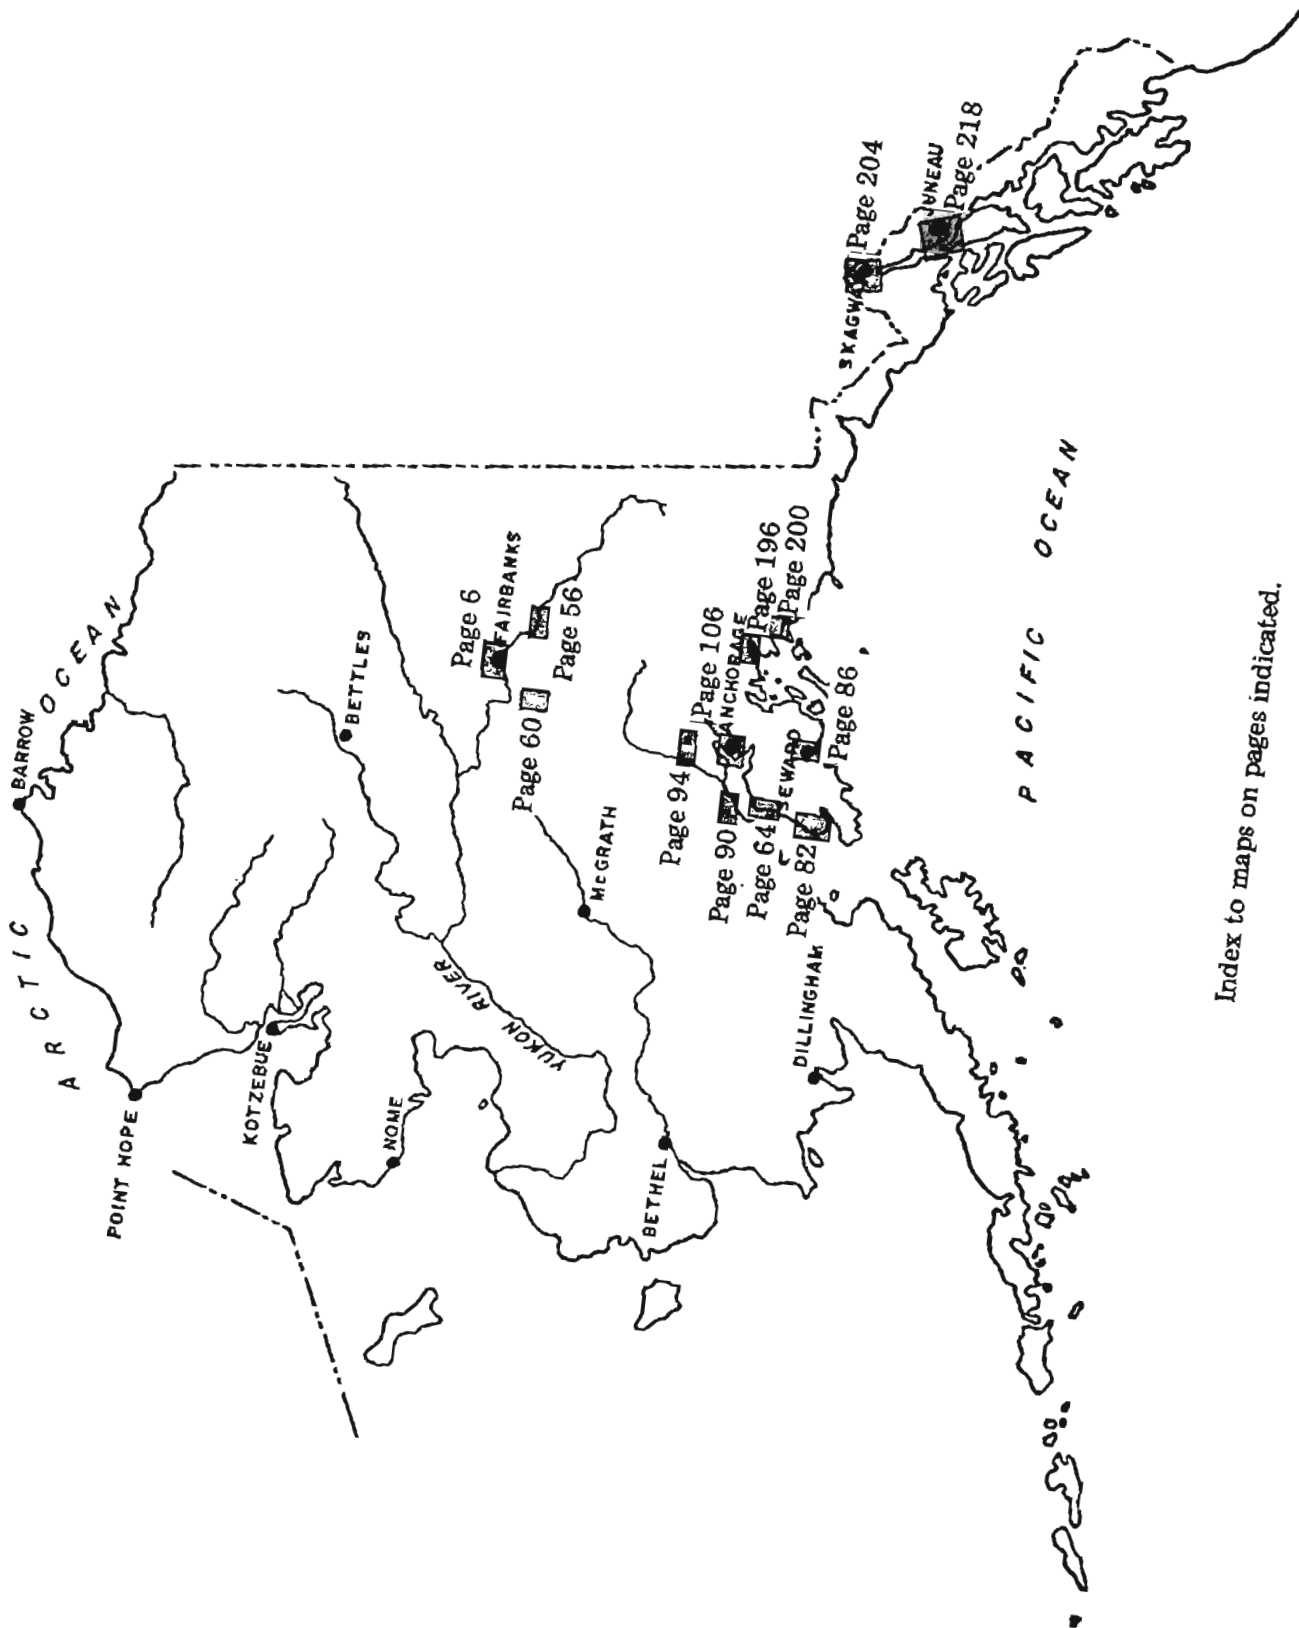 BARROW
ARCTIC OCEAN
POINT HOPE
KOTZEBUE
BETTLES
NOME
YUKON RIVER
Page 6
FAIRBANKS
Page 56
Page 60
McGRATH
BETHEL
Page 94
Page 106
ANCHORAGE
Page 196
Page 200
Page 90
Page 64
SEWARD
Page 82
Page 86
DILLINGHAM
SKAGWAY
Page 204
JUNEAU
Page 218
PACIFIC OCEAN
Index to maps on pages indicated.